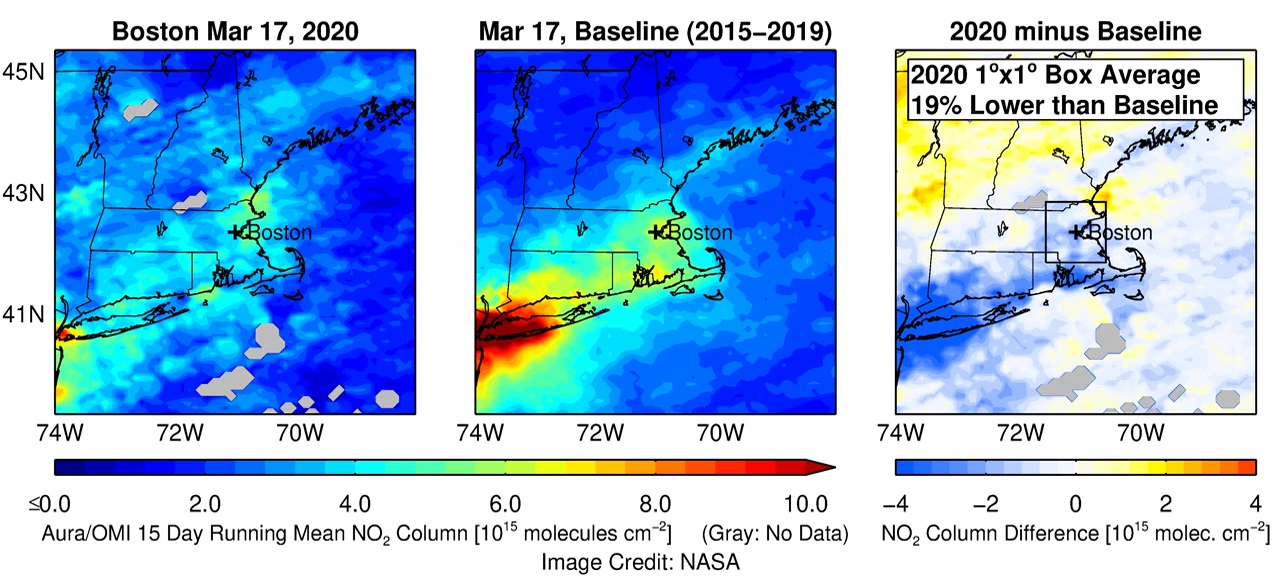 Boston Mar 17, 2020
Mar 17, Baseline (2015−2019)
2020 minus Baseline
2020 1°x1° Box Average
19% Lower than Baseline
45N
43N
41N
Boston
Boston
Boston
74W 72W 70W
74W 72W 70W
74W 72W 70W
≤0.0 2.0 4.0 6.0 8.0 10.0
−4 −2 0 2 4
Aura/OMI 15 Day Running Mean NO₂ Column [10¹⁵ molecules cm⁻²] (Gray: No Data)
NO₂ Column Difference [10¹⁵ molec. cm⁻²]
Image Credit: NASA